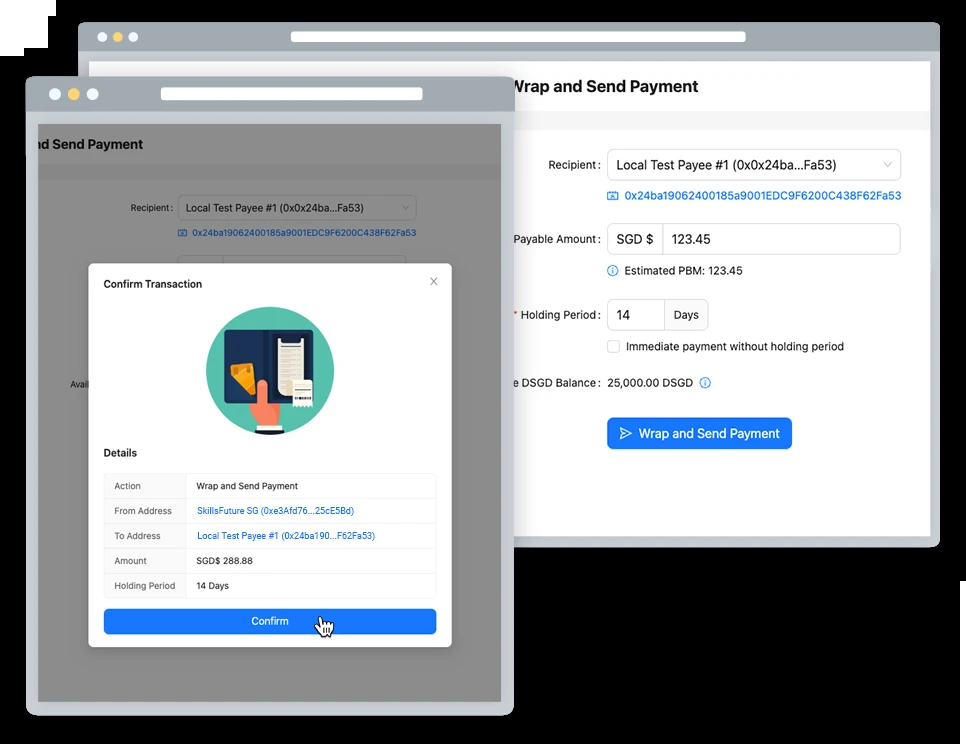 Wrap and Send Payment
Recipient: Local Test Payee #1 (0x0x24ba...Fa53)
0x24ba19062400185a9001EDC9F6200C438F62Fa53
Payable Amount: SGD $ 123.45
Estimated PBM: 123.45
* Holding Period: 14 Days
Immediate payment without holding period
e DSGD Balance: 25,000.00 DSGD
Wrap and Send Payment
nd Send Payment
Recipient: Local Test Payee #1 (0x0x24ba...Fa53)
0x24ba19062400185a9001EDC9F6200C438F62Fa53
Avail
Confirm Transaction
Details
Action Wrap and Send Payment
From Address SkillsFuture SG (0xe3Afd76...25cE5Bd)
To Address Local Test Payee #1 (0x24ba190...F62Fa53)
Amount SGD$ 288.88
Holding Period 14 Days
Confirm